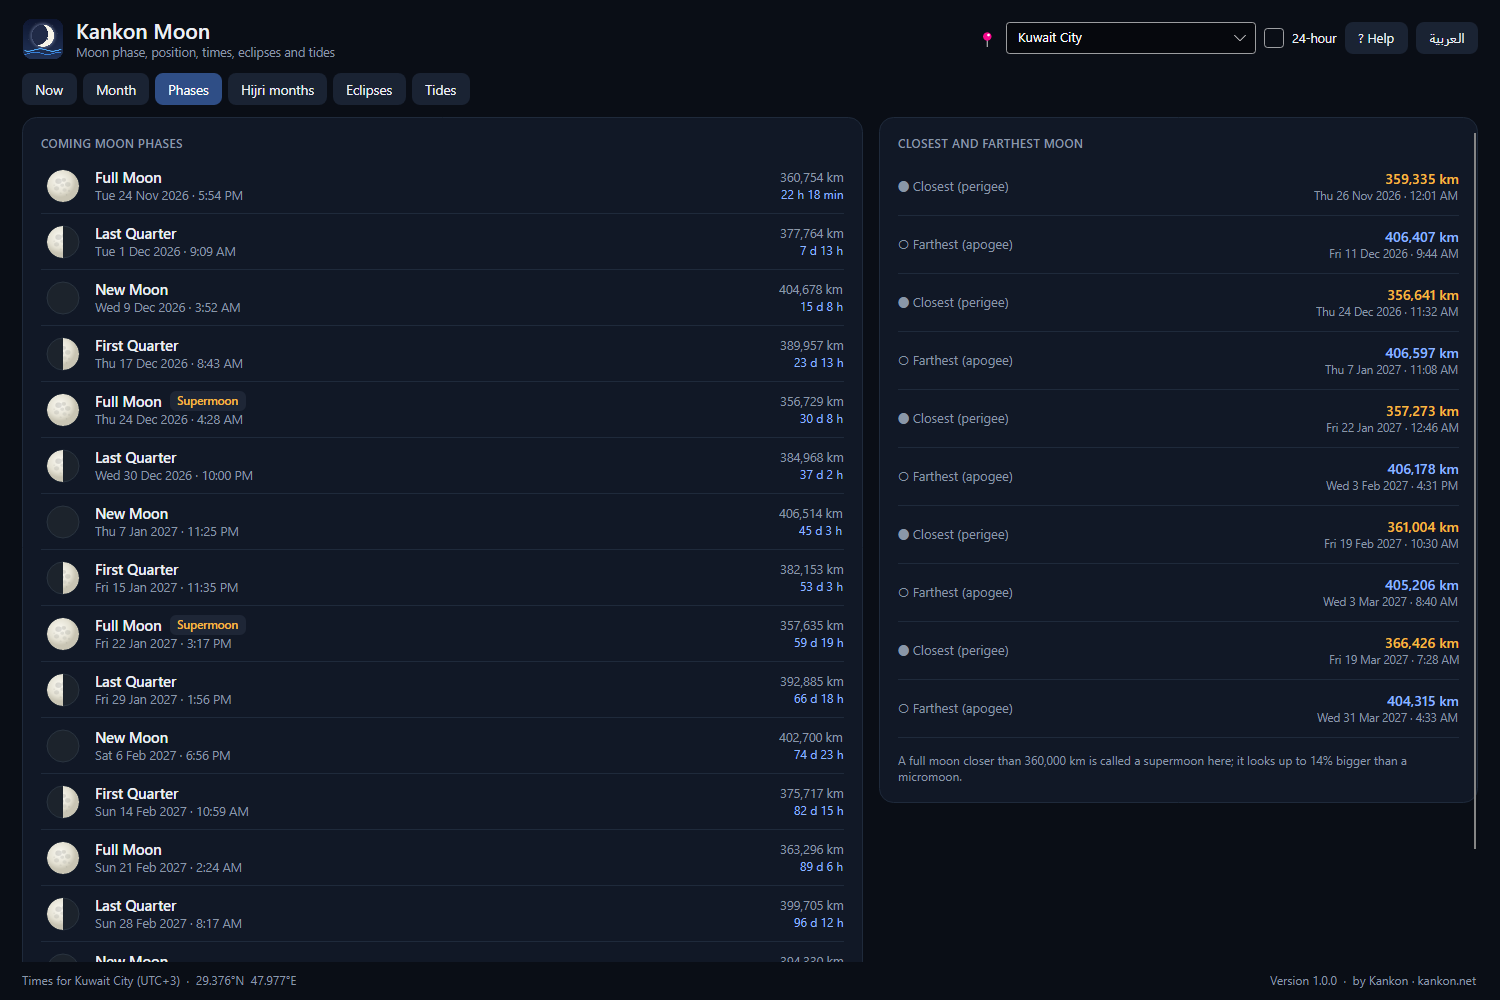 Kankon Moon
Moon phase, position, times, eclipses and tides
Kuwait City
24-hour
? Help
العربية
Now
Month
Phases
Hijri months
Eclipses
Tides
COMING MOON PHASES
Full Moon
360,754 km
Tue 24 Nov 2026 · 5:54 PM
22 h 18 min
Last Quarter
377,764 km
Tue 1 Dec 2026 · 9:09 AM
7 d 13 h
New Moon
404,678 km
Wed 9 Dec 2026 · 3:52 AM
15 d 8 h
First Quarter
389,957 km
Thu 17 Dec 2026 · 8:43 AM
23 d 13 h
Full Moon Supermoon
356,729 km
Thu 24 Dec 2026 · 4:28 AM
30 d 8 h
Last Quarter
384,968 km
Wed 30 Dec 2026 · 10:00 PM
37 d 2 h
New Moon
406,514 km
Thu 7 Jan 2027 · 11:25 PM
45 d 3 h
First Quarter
382,153 km
Fri 15 Jan 2027 · 11:35 PM
53 d 3 h
Full Moon Supermoon
357,635 km
Fri 22 Jan 2027 · 3:17 PM
59 d 19 h
Last Quarter
392,885 km
Fri 29 Jan 2027 · 1:56 PM
66 d 18 h
New Moon
402,700 km
Sat 6 Feb 2027 · 6:56 PM
74 d 23 h
First Quarter
375,717 km
Sun 14 Feb 2027 · 10:59 AM
82 d 15 h
Full Moon
363,296 km
Sun 21 Feb 2027 · 2:24 AM
89 d 6 h
Last Quarter
399,705 km
Sun 28 Feb 2027 · 8:17 AM
96 d 12 h
New Moon
394,330 km
CLOSEST AND FARTHEST MOON
Closest (perigee)
359,335 km
Thu 26 Nov 2026 · 12:01 AM
Farthest (apogee)
406,407 km
Fri 11 Dec 2026 · 9:44 AM
Closest (perigee)
356,641 km
Thu 24 Dec 2026 · 11:32 AM
Farthest (apogee)
406,597 km
Thu 7 Jan 2027 · 11:08 AM
Closest (perigee)
357,273 km
Fri 22 Jan 2027 · 12:46 AM
Farthest (apogee)
406,178 km
Wed 3 Feb 2027 · 4:31 PM
Closest (perigee)
361,004 km
Fri 19 Feb 2027 · 10:30 AM
Farthest (apogee)
405,206 km
Wed 3 Mar 2027 · 8:40 AM
Closest (perigee)
366,426 km
Fri 19 Mar 2027 · 7:28 AM
Farthest (apogee)
404,315 km
Wed 31 Mar 2027 · 4:33 AM
A full moon closer than 360,000 km is called a supermoon here; it looks up to 14% bigger than a
micromoon.
Times for Kuwait City (UTC+3) · 29.376°N 47.977°E
Version 1.0.0 · by Kankon · kankon.net